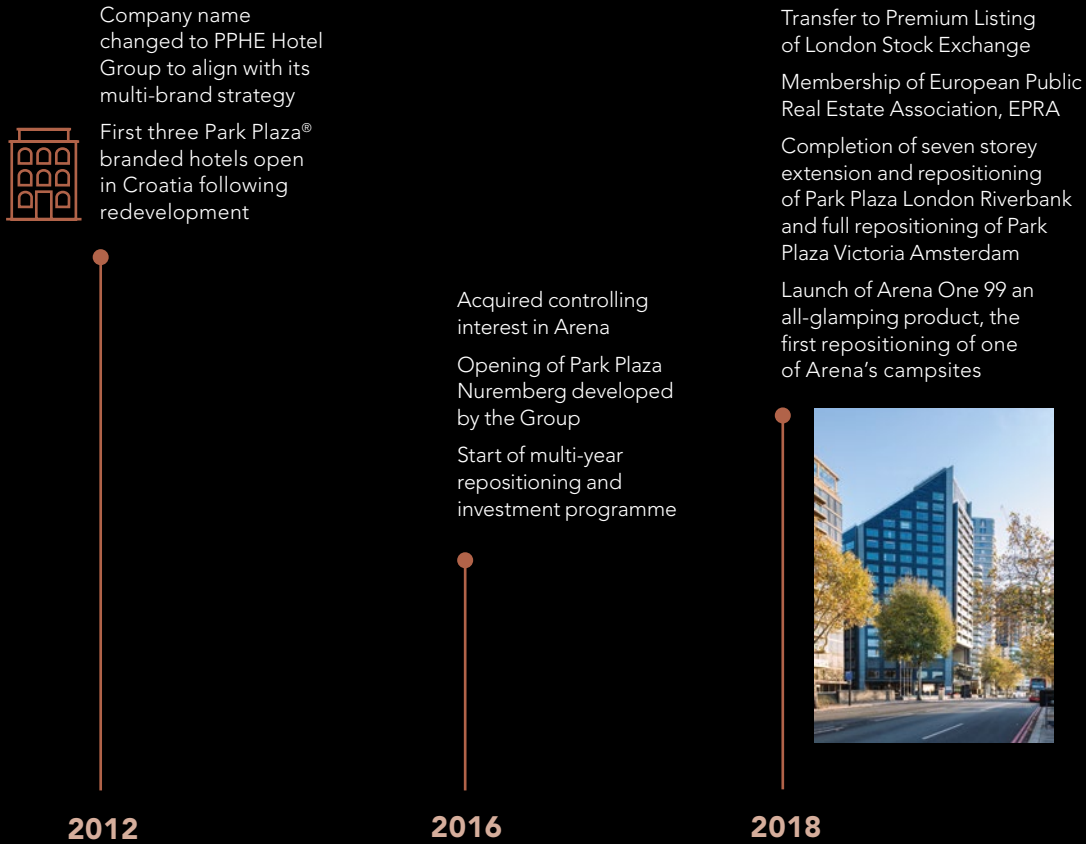 Company name
changed to PPHE Hotel
Group to align with its
multi-brand strategy
First three Park Plaza®
branded hotels open
in Croatia following
redevelopment
2012
Acquired controlling
interest in Arena
Opening of Park Plaza
Nuremberg developed
by the Group
Start of multi-year
repositioning and
investment programme
2016
Transfer to Premium Listing
of London Stock Exchange
Membership of European Public
Real Estate Association, EPRA
Completion of seven storey
extension and repositioning
of Park Plaza London Riverbank
and full repositioning of Park
Plaza Victoria Amsterdam
Launch of Arena One 99 an
all-glamping product, the
first repositioning of one
of Arena's campsites
2018